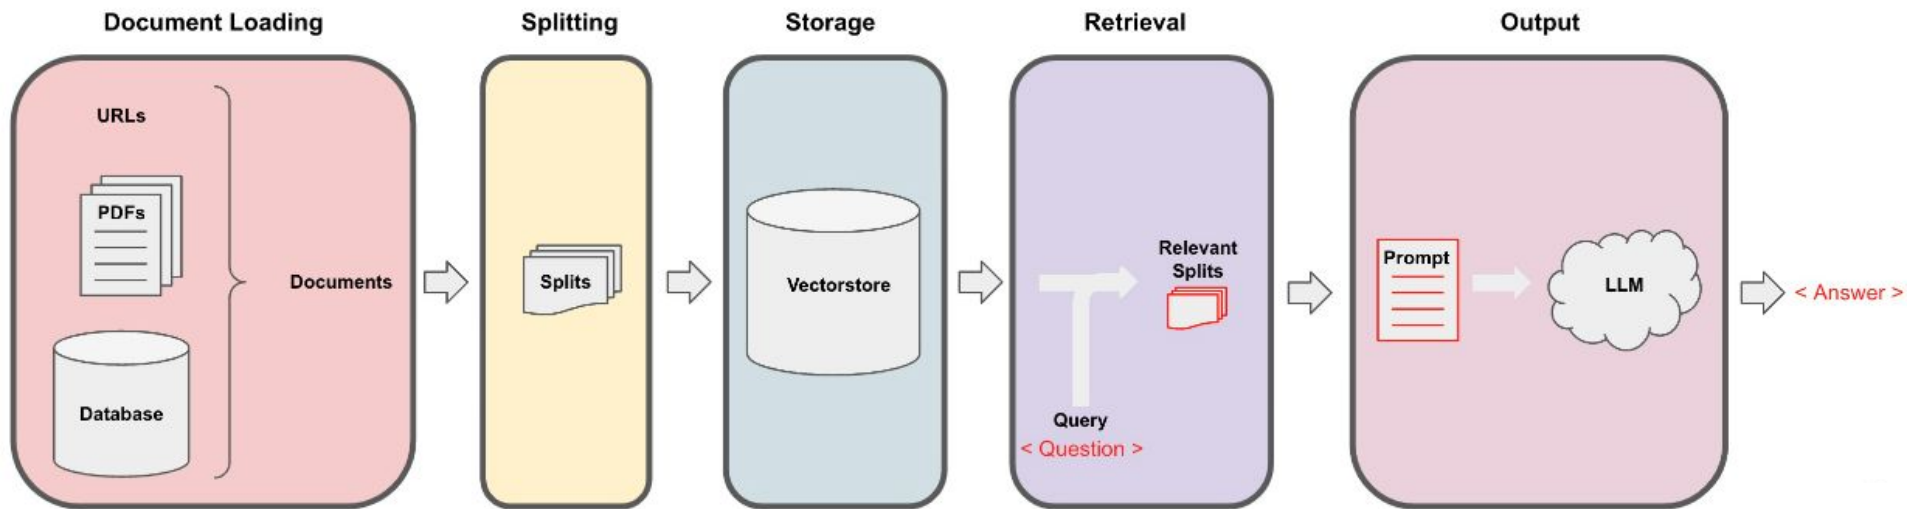 Document Loading
Splitting
Storage
Retrieval
Output
URLs
PDFs
Database
Documents
Splits
Vectorstore
Relevant
Splits
Query
< Question >
Prompt
LLM
< Answer >